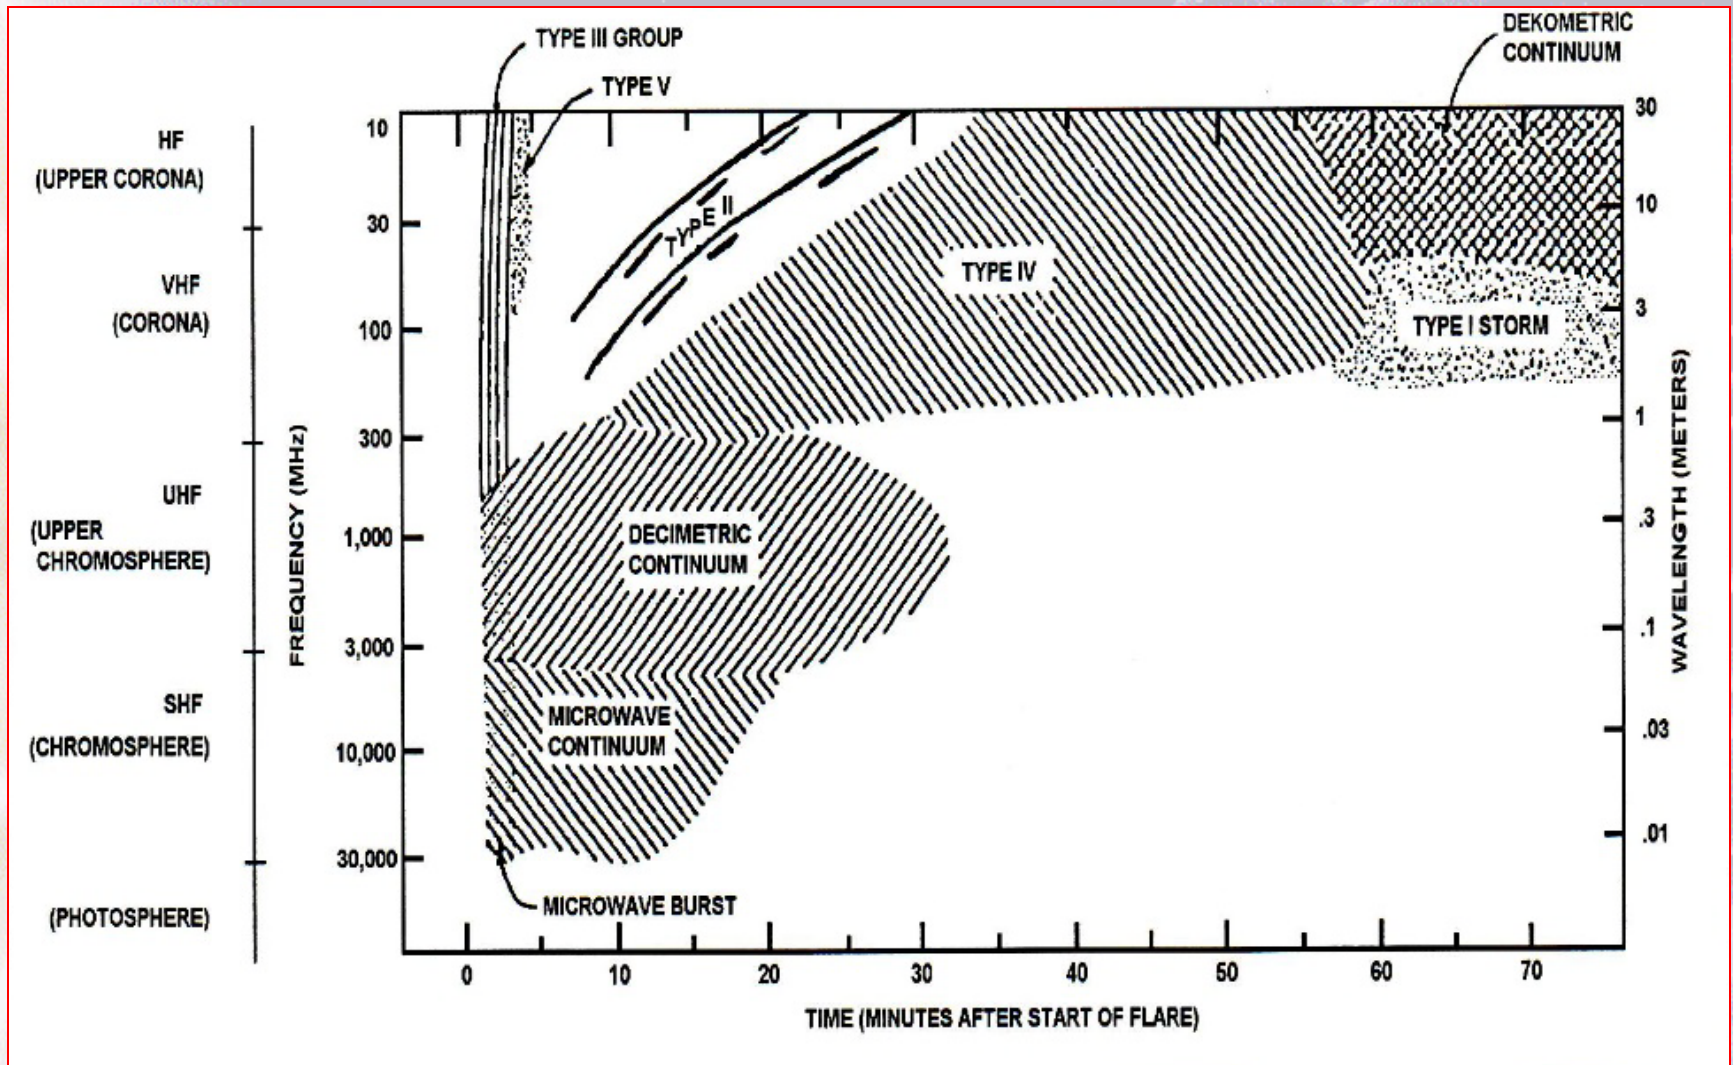 TYPE III GROUP
TYPE V
DEKOMETRIC
CONTINUUM
HF
(UPPER CORONA)
VHF
(CORONA)
UHF
(UPPER
CHROMOSPHERE)
SHF
(CHROMOSPHERE)
(PHOTOSPHERE)
FREQUENCY (MHz)
10
30
100
300
1,000
3,000
10,000
30,000
TYPE II
TYPE IV
TYPE I STORM
DECIMETRIC
CONTINUUM
MICROWAVE
CONTINUUM
MICROWAVE BURST
30
10
3
1
.3
.1
.03
.01
WAVELENGTH (METERS)
0 10 20 30 40 50 60 70
TIME (MINUTES AFTER START OF FLARE)